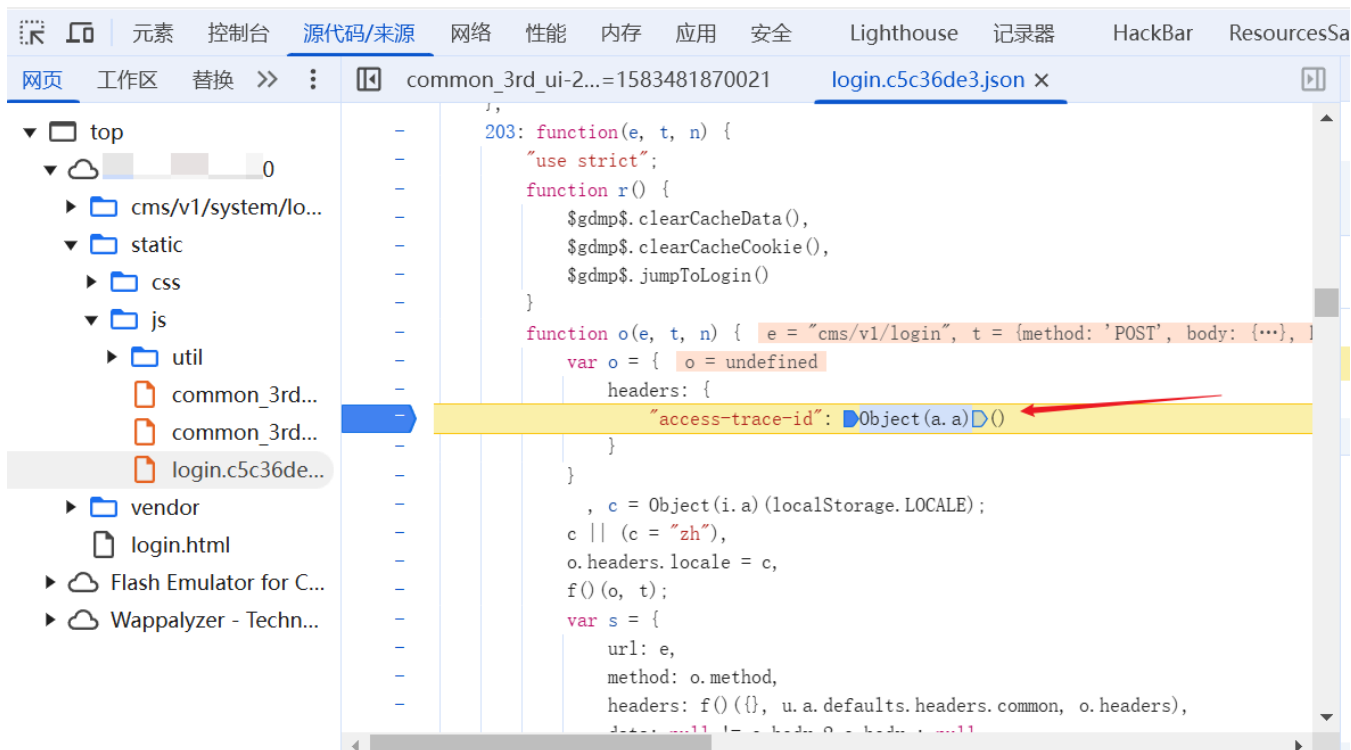 元素 控制台 源代码/来源 网络 性能 内存 应用 安全 Lighthouse 记录器 HackBar ResourcesSa
网页 工作区 替换 >> ⋮ common_3rd_ui-2...=1583481870021 login.c5c36de3.json ×
top
0
cms/v1/system/lo...
static
css
js
util
common_3rd...
common_3rd...
login.c5c36de...
vendor
login.html
Flash Emulator for C...
Wappalyzer - Techn...
},
203: function(e, t, n) {
"use strict";
function r() {
$gdmp$.clearCacheData(),
$gdmp$.clearCacheCookie(),
$gdmp$.jumpToLogin()
}
function o(e, t, n) { e = "cms/v1/login", t = {method: 'POST', body: {…},
var o = { o = undefined
headers: {
"access-trace-id": Object(a.a)()
}
}
, c = Object(i.a)(localStorage.LOCALE);
c || (c = "zh"),
o.headers.locale = c,
f()(o, t);
var s = {
url: e,
method: o.method,
headers: f()({}, u.a.defaults.headers.common, o.headers),